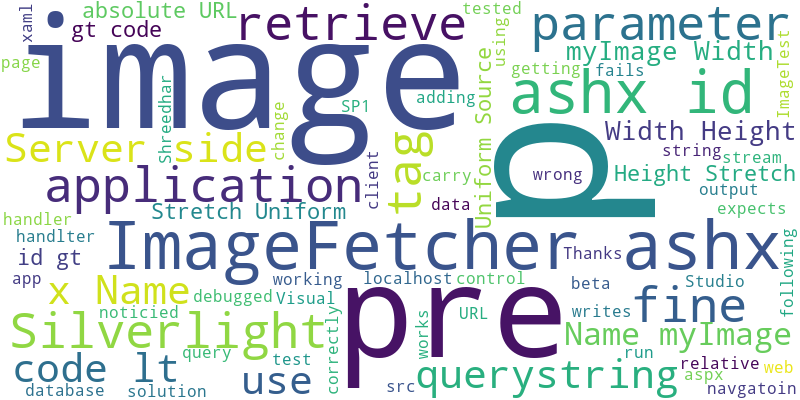 xaml
absolute URL
gt code
retrieve
tested
parameter
page
image
using
myImage Width
getting
fails
ImageTest
Shreedhar
SP1
adding
ashx id
Server side
change
tag
Uniform Source
p
Width Height
string
stream
application
client
carry
wrong
Height Stretch
handler
Stretch Uniform
data
output
expects
handlter
id gt
ImageFetcher ashx
Thanks
following
app
x Name
working
localhost
control
beta
Studio
noticied
debugged
Visual
pre
URL
writes
fine
Silverlight
correctly
works
Name myImage
query
test
run
code lt
use
src
querystring
relative
web
aspx
database
solution
navgatoin